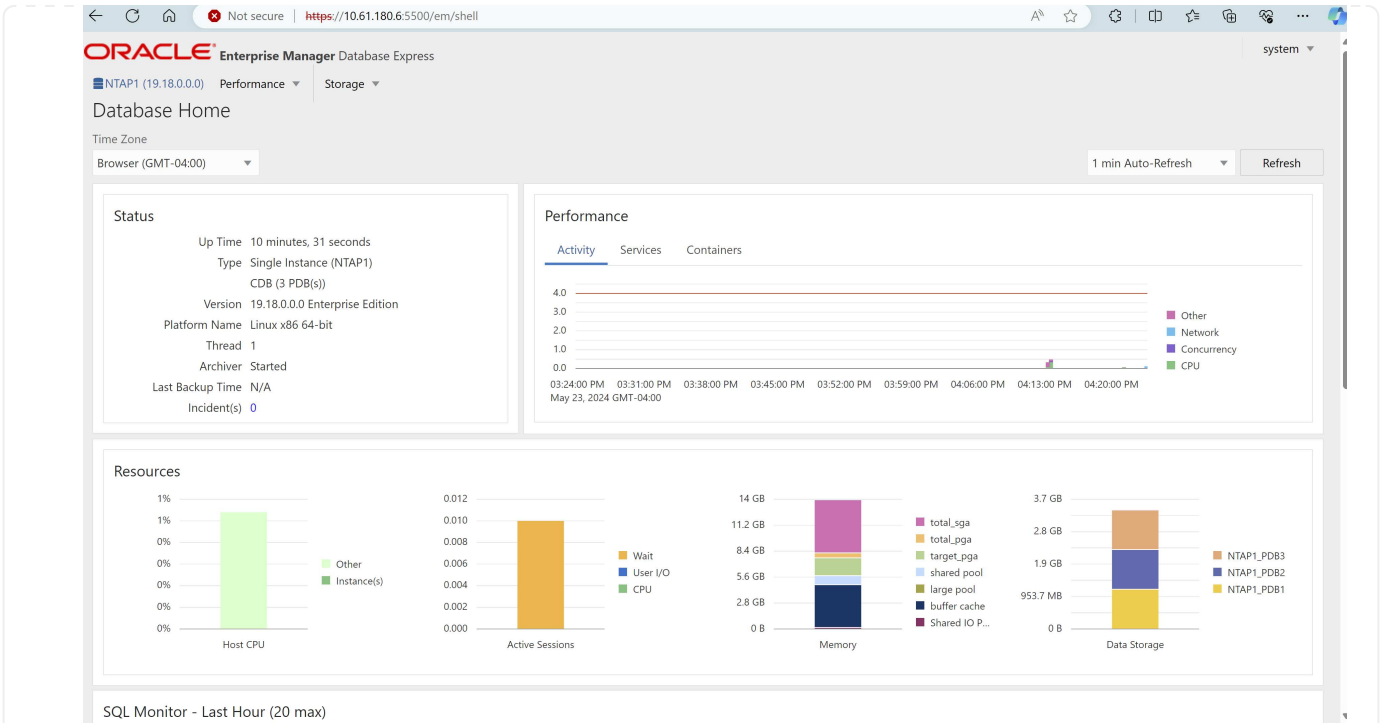 Not secure | https://10.61.180.6:5500/em/shell
ORACLE Enterprise Manager Database Express
system
NTAP1 (19.18.0.0.0) Performance Storage
Database Home
Time Zone
Browser (GMT-04:00)
1 min Auto-Refresh Refresh
Status
Up Time 10 minutes, 31 seconds
Type Single Instance (NTAP1)
CDB (3 PDB(s))
Version 19.18.0.0.0 Enterprise Edition
Platform Name Linux x86 64-bit
Thread 1
Archiver Started
Last Backup Time N/A
Incident(s) 0
Performance
Activity Services Containers
4.0
3.0
2.0
1.0
0.0
03:24:00 PM 03:31:00 PM 03:38:00 PM 03:45:00 PM 03:52:00 PM 03:59:00 PM 04:06:00 PM 04:13:00 PM 04:20:00 PM
May 23, 2024 GMT-04:00
Other
Network
Concurrency
CPU
Resources
1%
1%
0%
0%
0%
0%
0%
Other
Instance(s)
Host CPU
0.012
0.010
0.008
0.006
0.004
0.002
0.000
Wait
User I/O
CPU
Active Sessions
14 GB
11.2 GB
8.4 GB
5.6 GB
2.8 GB
0 B
total_sga
total_pga
target_pga
shared pool
large pool
buffer cache
Shared IO P...
Memory
3.7 GB
2.8 GB
1.9 GB
953.7 MB
0 B
NTAP1_PDB3
NTAP1_PDB2
NTAP1_PDB1
Data Storage
SQL Monitor - Last Hour (20 max)